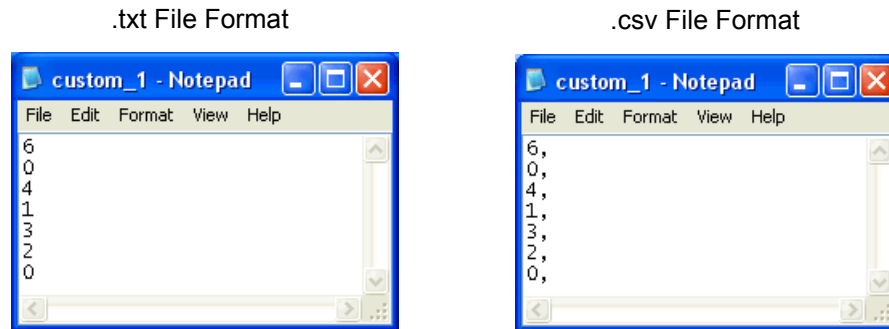 .txt File Format
custom_1 - Notepad
File Edit Format View Help
6
0
4
1
3
2
0
.csv File Format
custom_1 - Notepad
File Edit Format View Help
6,
0,
4,
1,
3,
2,
0,